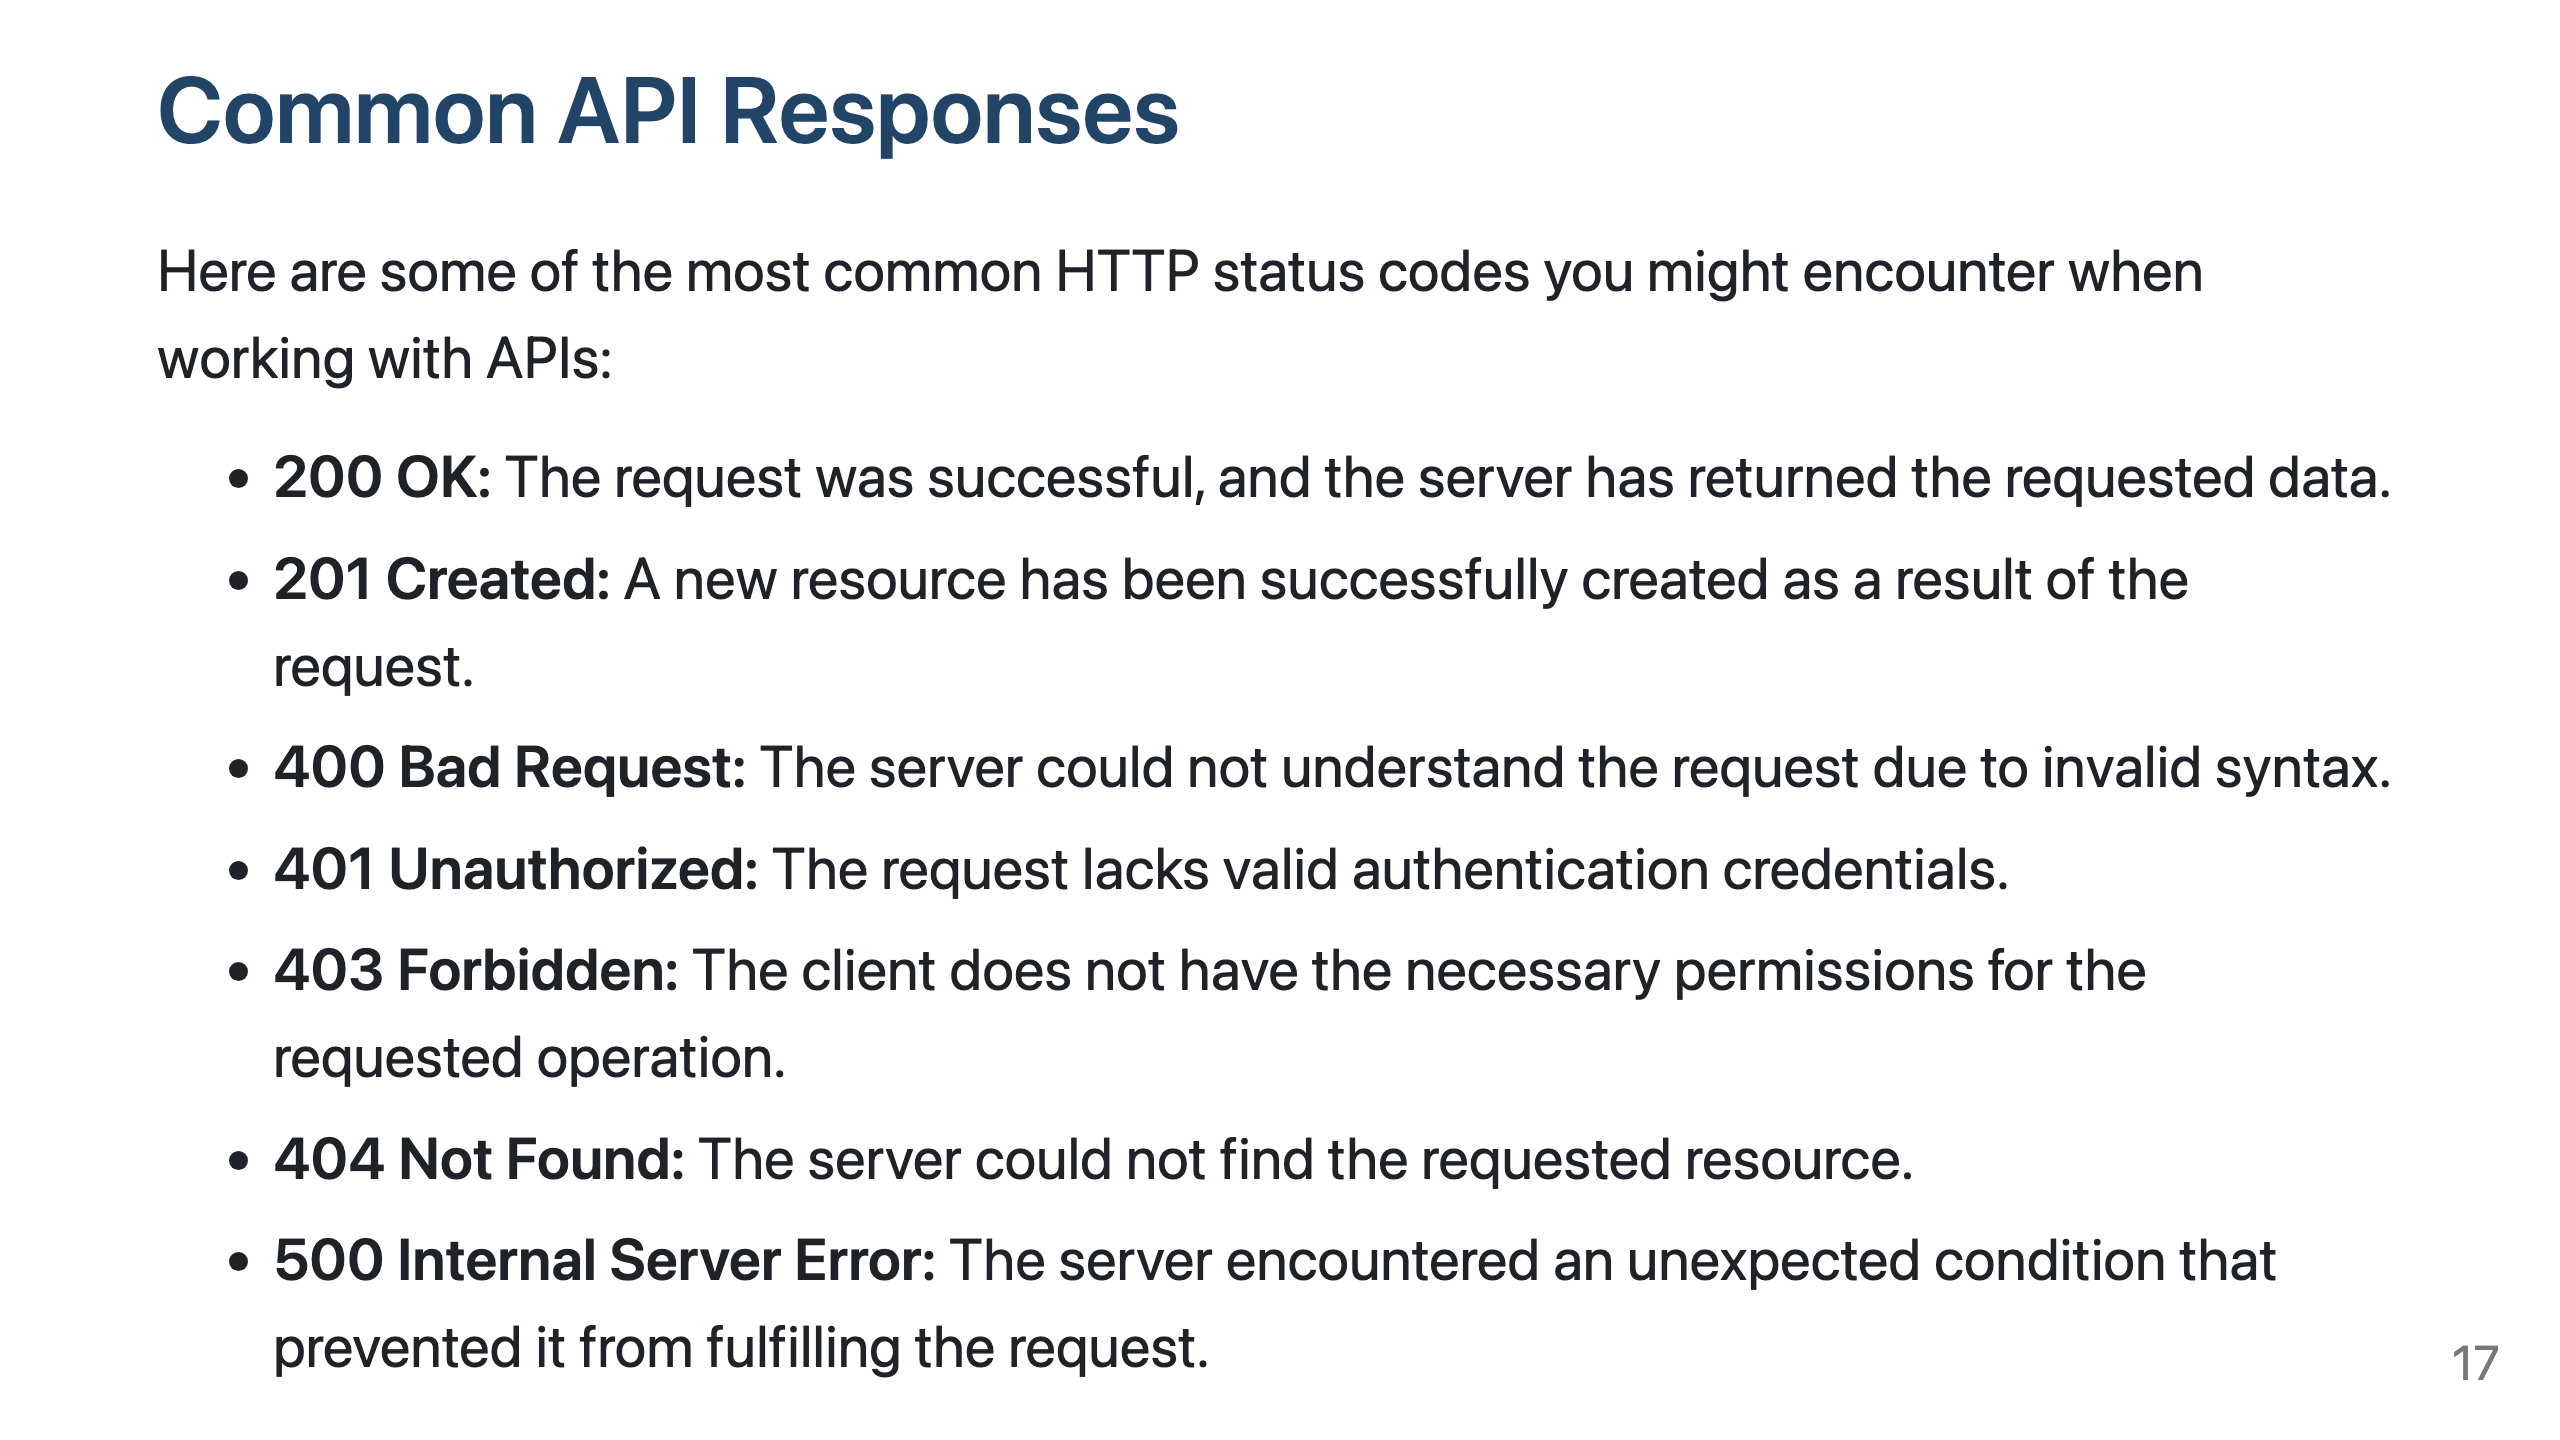 Common API Responses
Here are some of the most common HTTP status codes you might encounter when
working with APIs:
• 200 OK: The request was successful, and the server has returned the requested data.
• 201 Created: A new resource has been successfully created as a result of the
request.
• 400 Bad Request: The server could not understand the request due to invalid syntax.
• 401 Unauthorized: The request lacks valid authentication credentials.
• 403 Forbidden: The client does not have the necessary permissions for the
requested operation.
• 404 Not Found: The server could not find the requested resource.
• 500 Internal Server Error: The server encountered an unexpected condition that
prevented it from fulfilling the request.
17